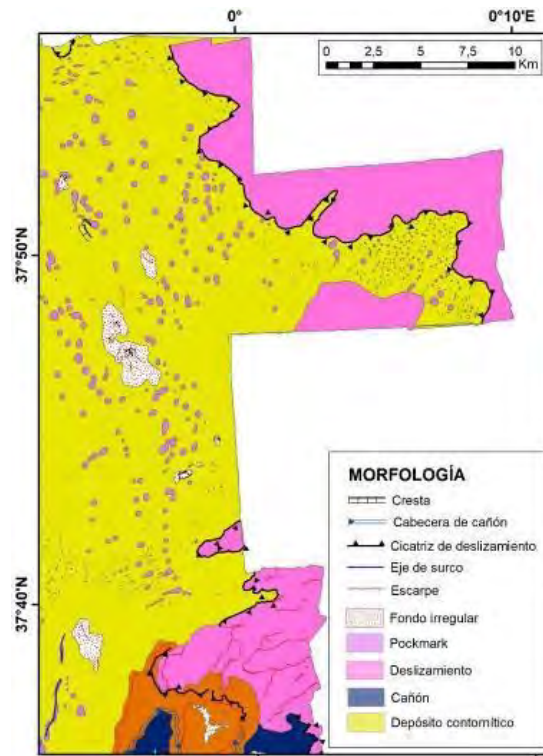 0°
0°10'E
0 2,5 5 7,5 10
Km
37°50'N
37°40'N
MORFOLOGÍA
Cresta
Cabecera de cañón
Cicatriz de deslizamiento
Eje de surco
Escarpe
Fondo irregular
Pockmark
Deslizamiento
Cañón
Depósito contornítico